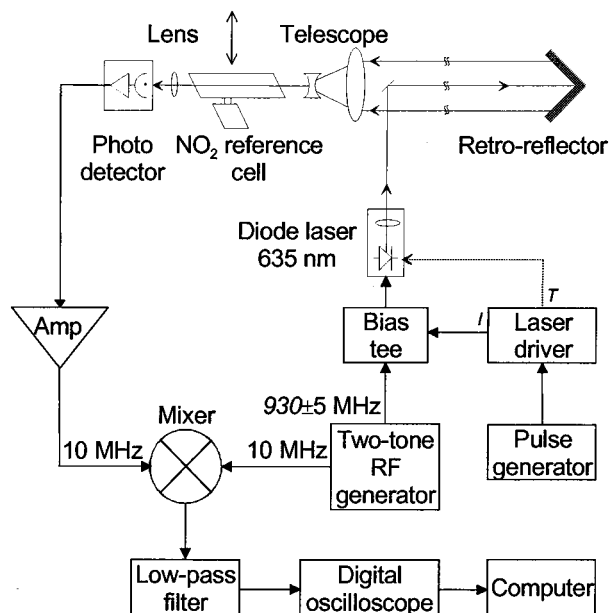 Lens
Telescope
Photo
detector
NO₂ reference
cell
Retro-reflector
Diode laser
635 nm
T
I
Amp
Bias
tee
Laser
driver
930±5 MHz
Mixer
10 MHz
10 MHz
Two-tone
RF
generator
Pulse
generator
Low-pass
filter
Digital
oscilloscope
Computer